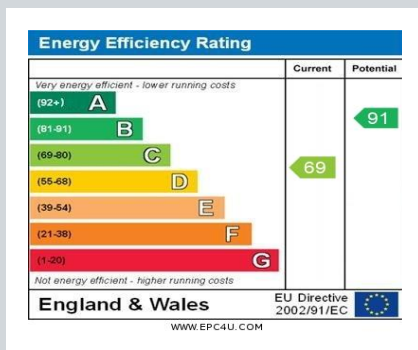 Energy Efficiency Rating
Current Potential
Very energy efficient - lower running costs
(92+) A
(81-91) B
91
(69-80) C
69
(55-68) D
(39-54) E
(21-38) F
(1-20) G
Not energy efficient - higher running costs
England & Wales
EU Directive
2002/91/EC
WWW.EPC4U.COM